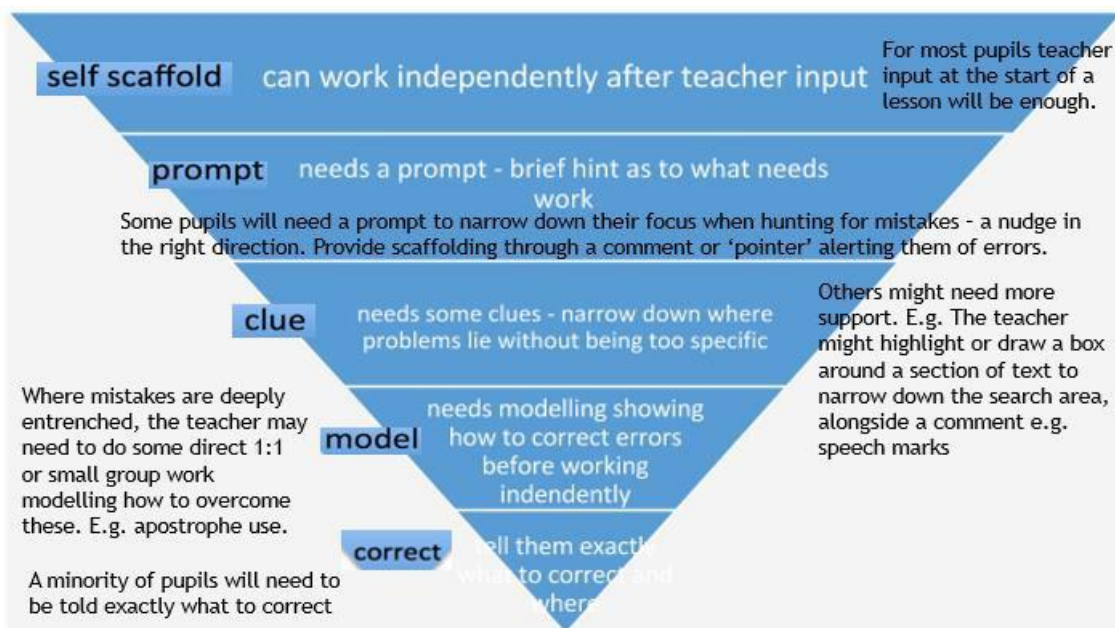 self scaffold
can work independently after teacher input
For most pupils teacher
input at the start of a
lesson will be enough.
prompt
needs a prompt - brief hint as to what needs
work
Some pupils will need a prompt to narrow down their focus when hunting for mistakes - a nudge in
the right direction. Provide scaffolding through a comment or ‘pointer’ alerting them of errors.
clue
needs some clues - narrow down where
problems lie without being too specific
Others might need more
support. E.g. The teacher
might highlight or draw a box
around a section of text to
narrow down the search area,
alongside a comment e.g.
speech marks
Where mistakes are deeply
entrenched, the teacher may
need to do some direct 1:1
or small group work
modelling how to overcome
these. E.g. apostrophe use.
model
needs modelling showing
how to correct errors
before working
indendently
correct
tell them exactly
what to correct and
where
A minority of pupils will need to
be told exactly what to correct